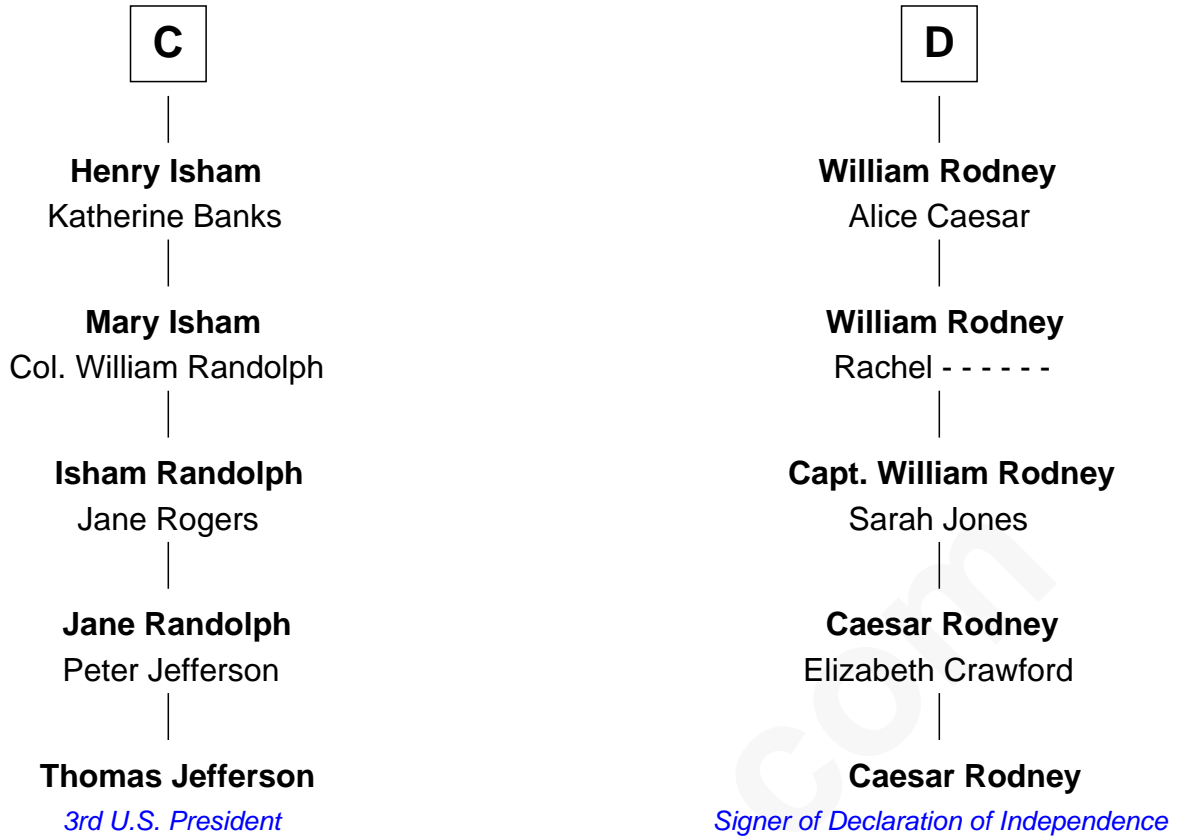 C
Henry Isham
Katherine Banks
Mary Isham
Col. William Randolph
Isham Randolph
Jane Rogers
Jane Randolph
Peter Jefferson
Thomas Jefferson
3rd U.S. President
D
William Rodney
Alice Caesar
William Rodney
Rachel - - - - - -
Capt. William Rodney
Sarah Jones
Caesar Rodney
Elizabeth Crawford
Caesar Rodney
Signer of Declaration of Independence
com